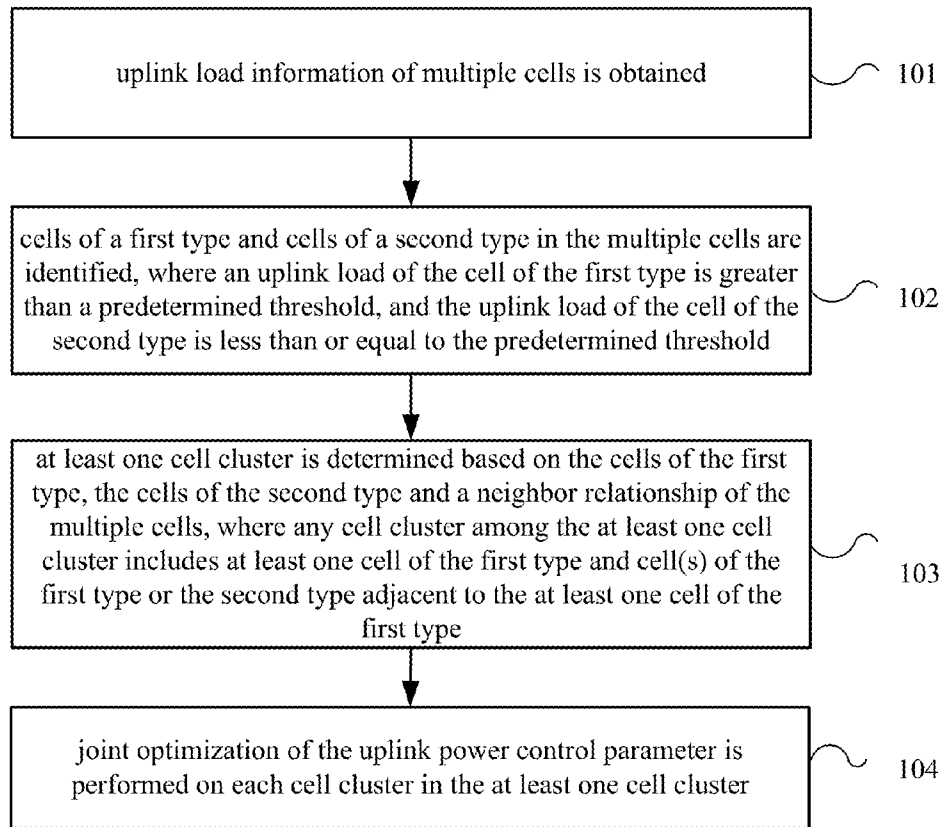 uplink load information of multiple cells is obtained
101
cells of a first type and cells of a second type in the multiple cells are
identified, where an uplink load of the cell of the first type is greater
than a predetermined threshold, and the uplink load of the cell of the
second type is less than or equal to the predetermined threshold
102
at least one cell cluster is determined based on the cells of the first
type, the cells of the second type and a neighbor relationship of the
multiple cells, where any cell cluster among the at least one cell
cluster includes at least one cell of the first type and cell(s) of the
first type or the second type adjacent to the at least one cell of the
first type
103
joint optimization of the uplink power control parameter is
performed on each cell cluster in the at least one cell cluster
104